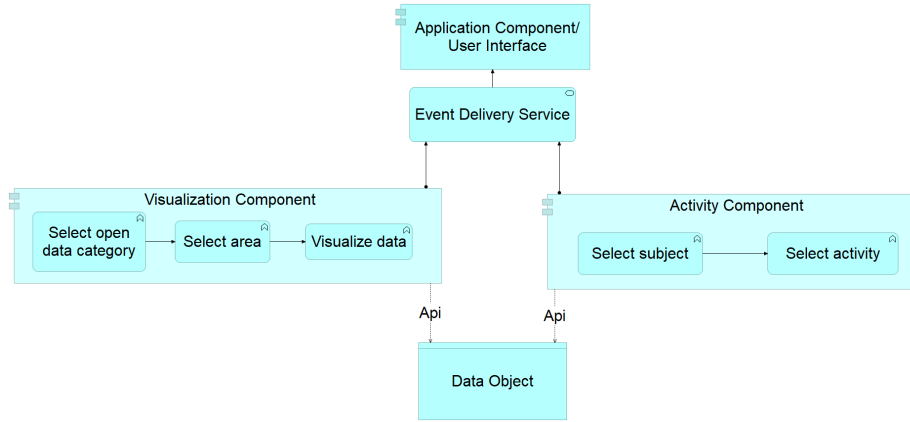 Application Component/
User Interface
Event Delivery Service
Visualization Component
Select open
data category
Select area
Visualize data
Activity Component
Select subject
Select activity
Api
Api
Data Object